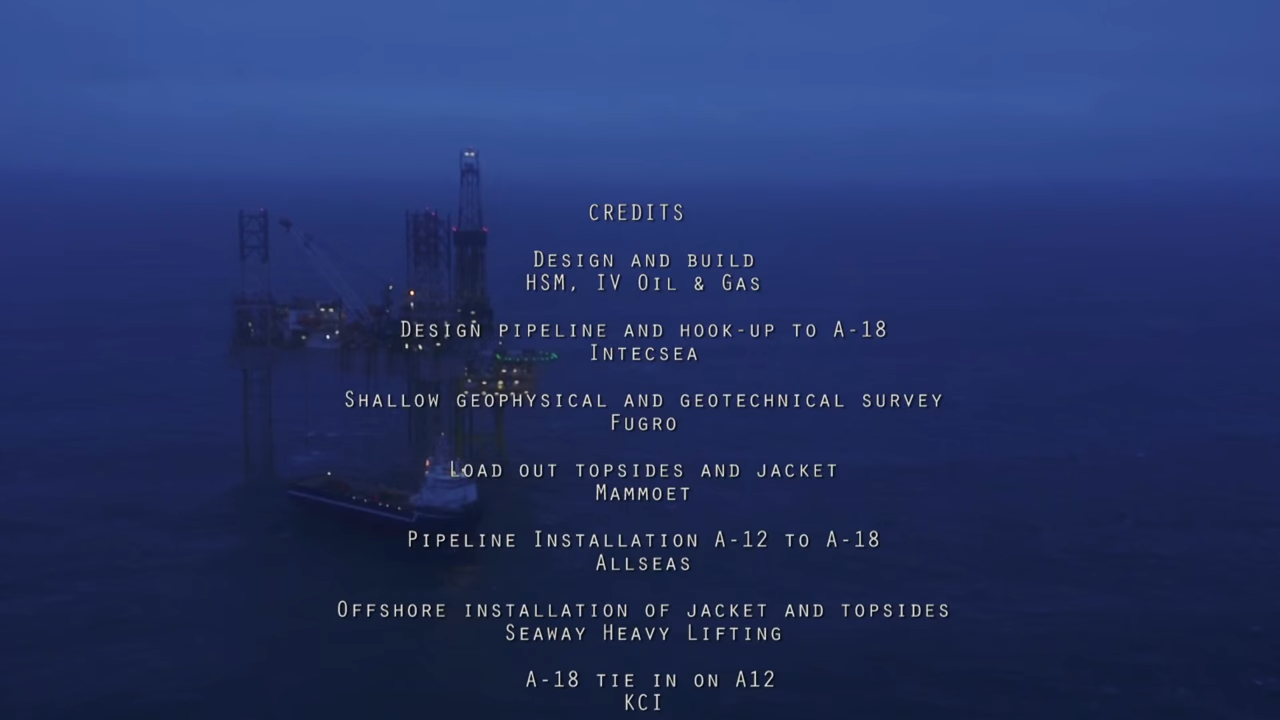 CREDITS
Design and build
HSM, IV Oil & Gas
Design pipeline and hook-up to A-18
Intecsea
Shallow geophysical and geotechnical survey
Fugro
Load out topsides and jacket
Mammoet
Pipeline Installation A-12 to A-18
Allseas
Offshore installation of jacket and topsides
Seaway Heavy Lifting
A-18 tie in on A12
KCI